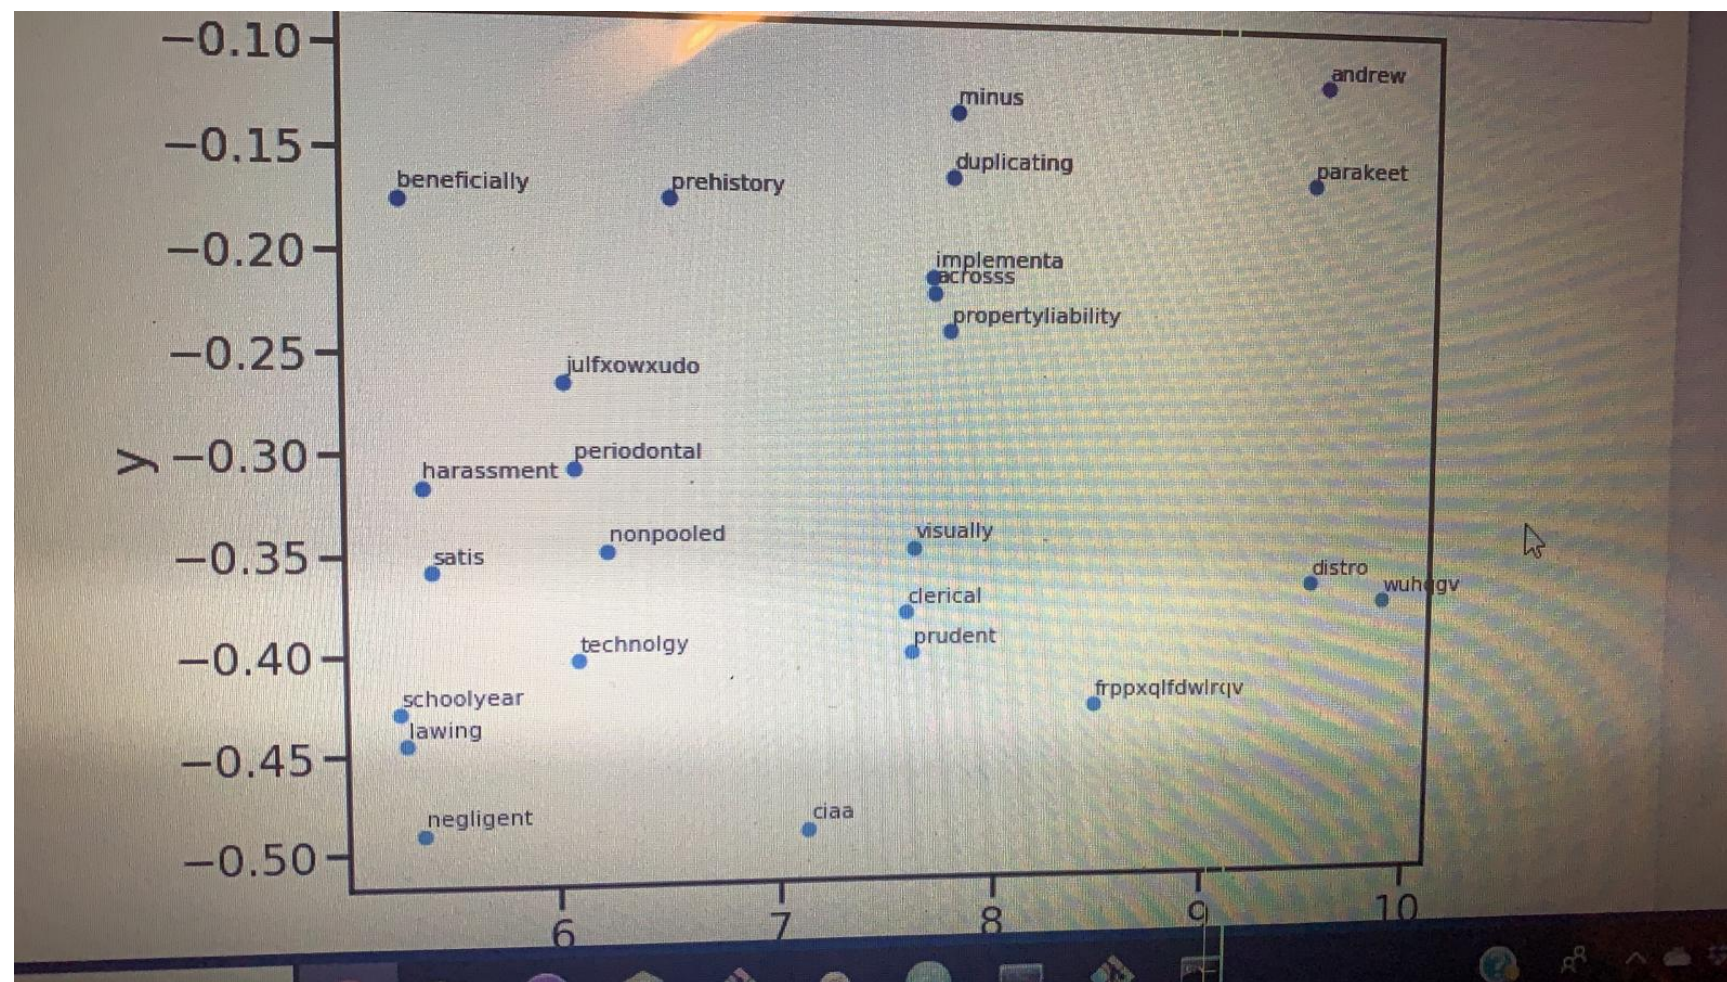 −0.10
andrew
minus
−0.15
duplicating
parakeet
beneficially
prehistory
−0.20
implementa
acrosss
propertyliability
−0.25
julfxowxudo
periodontal
y
−0.30
harassment
nonpooled
visually
−0.35
satis
distro
clerical
prudent
technolgy
−0.40
frppxqlfdwlrqv
schoolyear
lawing
−0.45
ciaa
negligent
−0.50
6 7 8 9 10